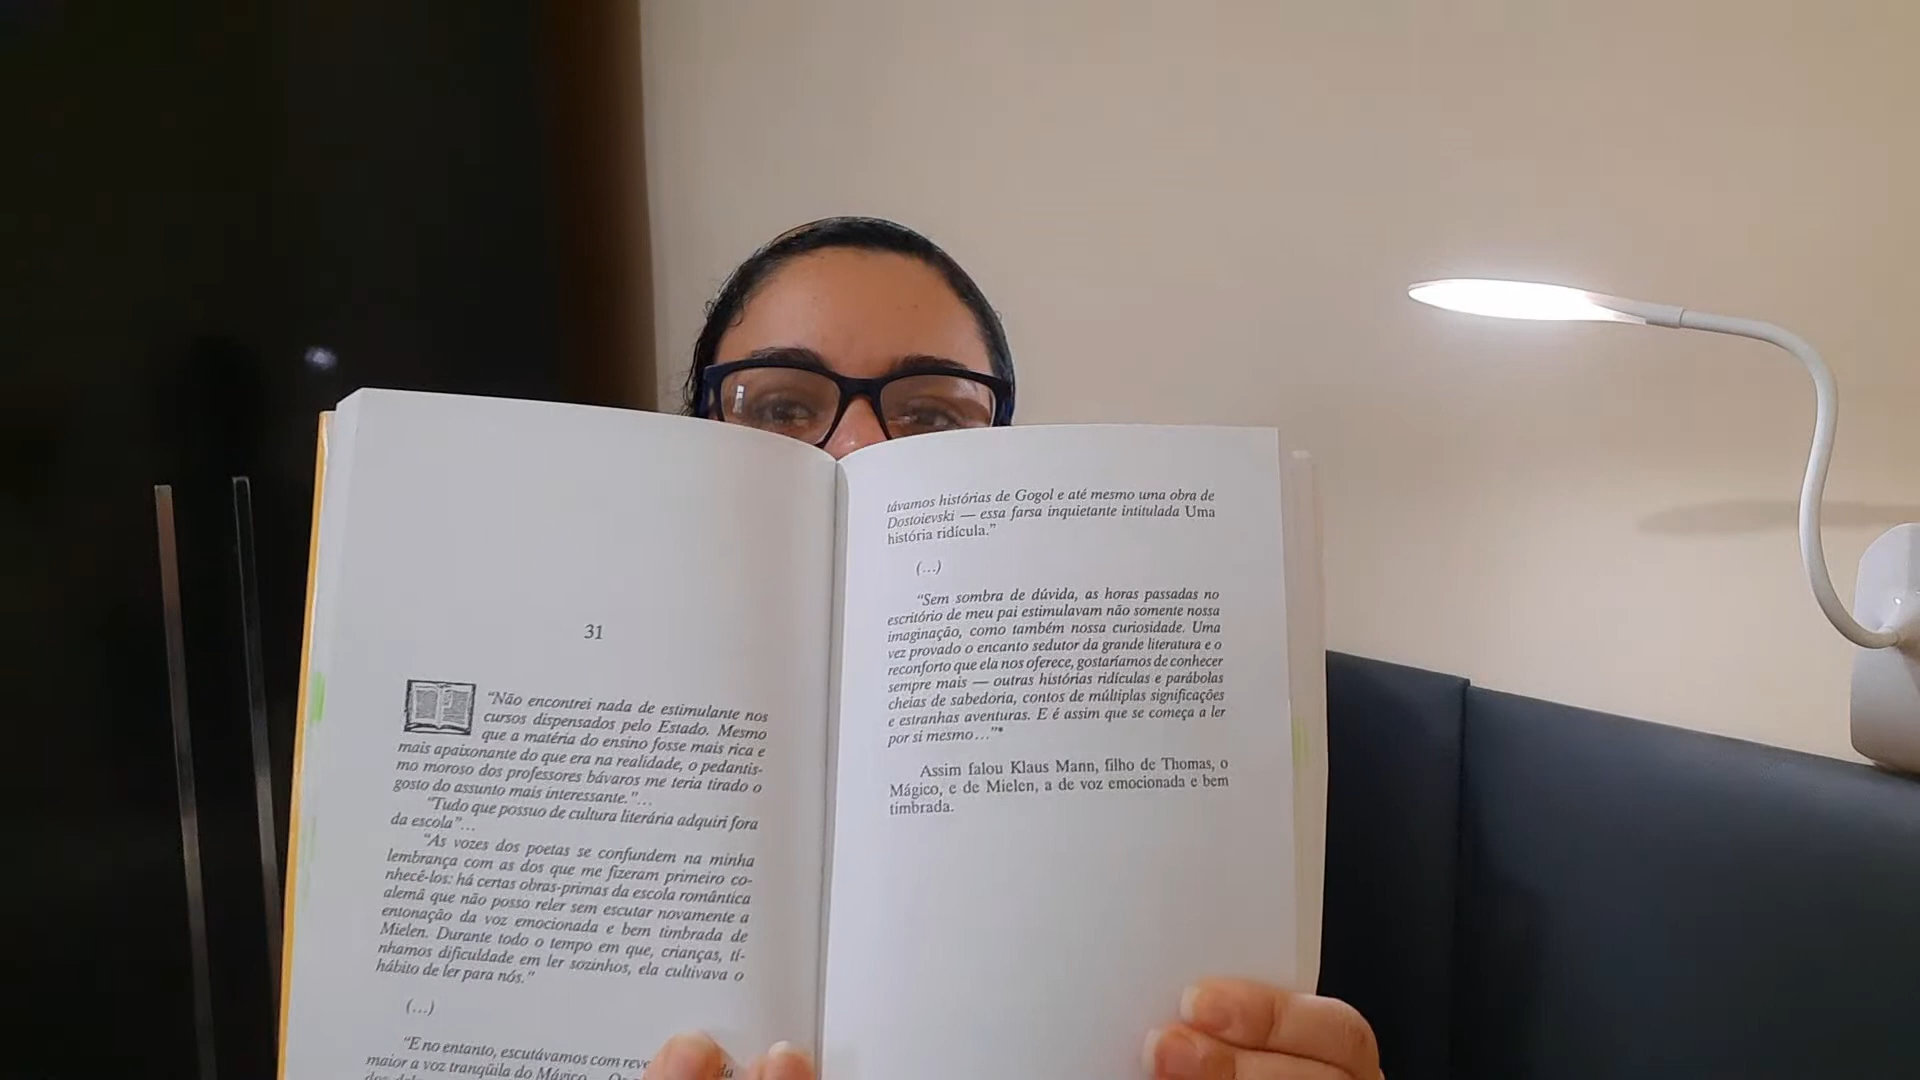 31
"Não encontrei nada de estimulante nos
cursos dispensados pelo Estado. Mesmo
que a matéria do ensino fosse mais rica e
mais apaixonante do que era na realidade, o pedantis-
mo moroso dos professores bávaros me teria tirado o
gosto do assunto mais interessante."...
"Tudo que possuo de cultura literária adquiri fora
da escola"...
"As vozes dos poetas se confundem na minha
lembrança com as dos que me fizeram primeiro co-
nhecê-los: há certas obras-primas da escola romântica
alemã que não posso reler sem escutar novamente a
entonação da voz emocionada e bem timbrada de
Mielen. Durante todo o tempo em que, crianças, tí-
nhamos dificuldade em ler sozinhos, ela cultivava o
hábito de ler para nós."
(...)
"E no entanto, escutávamos com
maior a voz tranqüila do Mágico
távamos histórias de Gogol e até mesmo uma obra de
Dostoievski — essa farsa inquietante intitulada Uma
história ridícula."
(...)
"Sem sombra de dúvida, as horas passadas no
escritório de meu pai estimulavam não somente nossa
imaginação, como também nossa curiosidade. Uma
vez provado o encanto sedutor da grande literatura e o
reconforto que ela nos oferece, gostaríamos de conhecer
sempre mais — outras histórias ridículas e parábolas
cheias de sabedoria, contos de múltiplas significações
e estranhas aventuras. E é assim que se começa a ler
por si mesmo..."*
Assim falou Klaus Mann, filho de Thomas, o
Mágico, e de Mielen, a de voz emocionada e bem
timbrada.